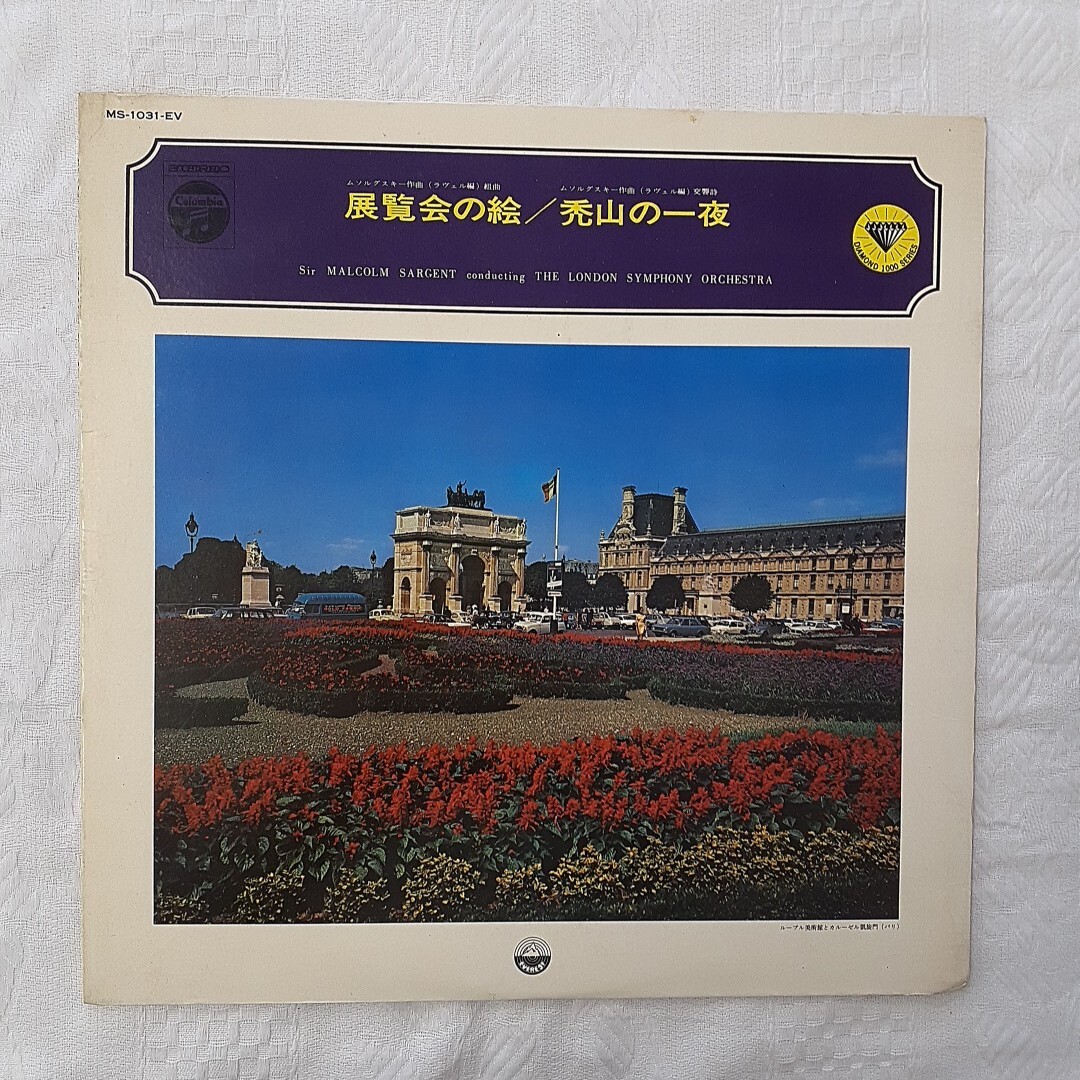 MS-1031-EV
STEREO
Columbia
ムソルグスキー作曲（ラヴェル編）組曲
ムソルグスキー作曲（ラヴェル編）交響詩
展覧会の絵／禿山の一夜
DIAMOND 1000 SERIES
Sir MALCOLM SARGENT conducting THE LONDON SYMPHONY ORCHESTRA
ルーブル美術館とカルーゼル凱旋門（パリ）
EVEREST